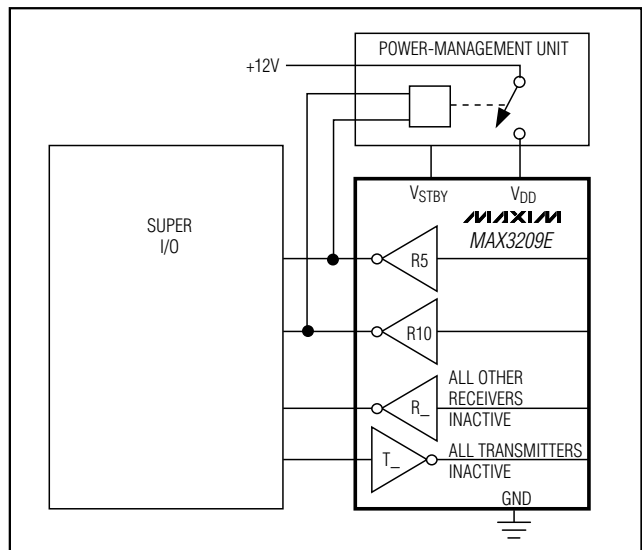 POWER-MANAGEMENT UNIT
+12V
VSTBY
VDD
MAXIM
MAX3209E
SUPER
I/O
R5
R10
ALL OTHER
RECEIVERS
INACTIVE
R_
ALL TRANSMITTERS
INACTIVE
T_
GND